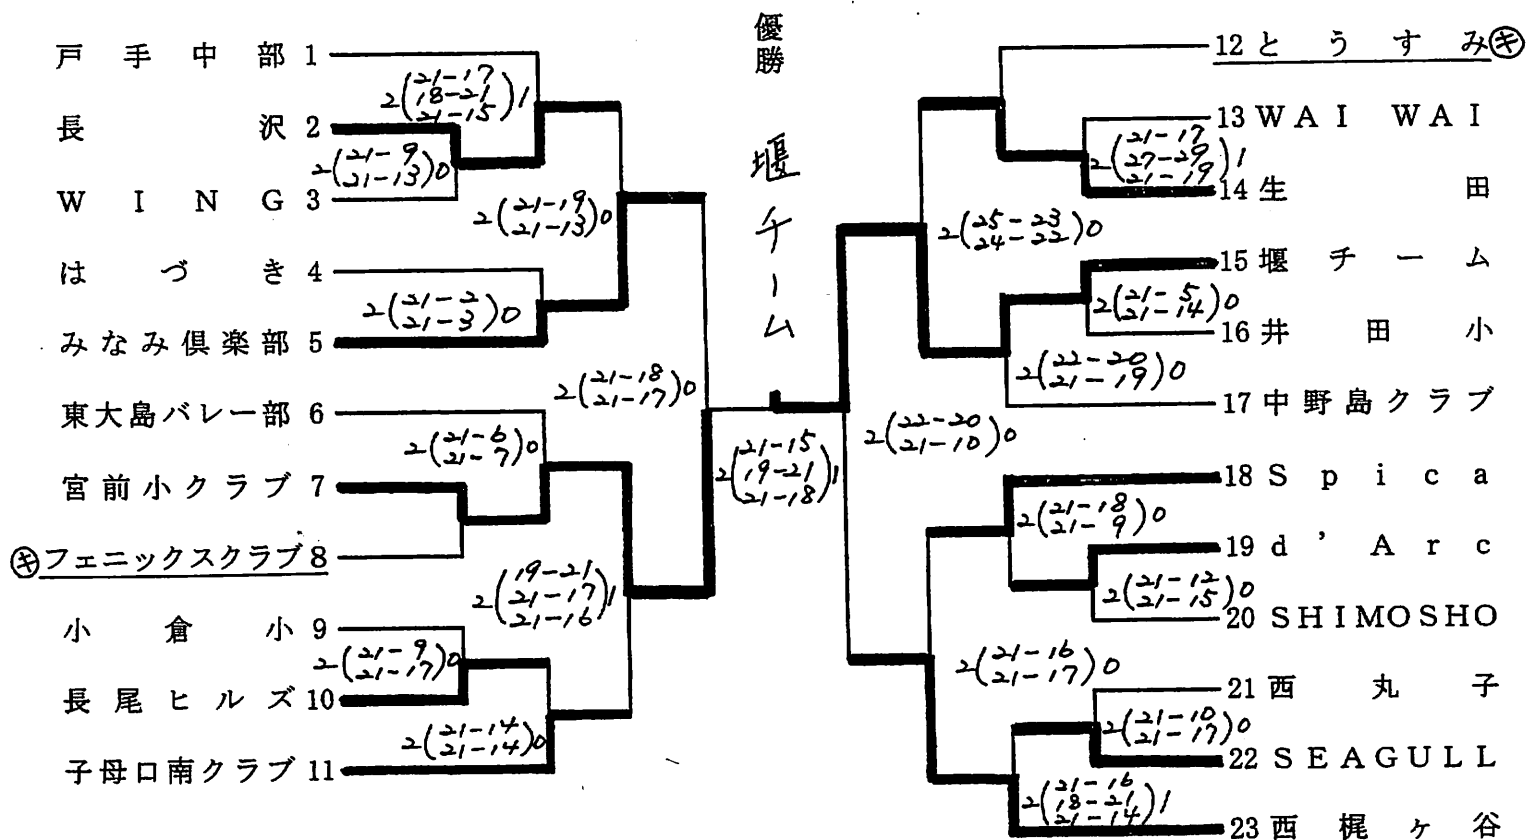 優勝
堰チーム
戸手中部 1
2(21-17 18-21 21-15)1
長沢 2
2(21-9 21-13)0
WING 3
2(21-19 21-13)0
はづき 4
2(21-2 21-3)0
みなみ倶楽部 5
2(21-18 21-17)0
東大島バレー部 6
2(21-6 21-7)0
宮前小クラブ 7
㋖フェニックスクラブ 8
2(19-21 21-17 21-16)1
小倉小 9
2(21-9 21-17)0
長尾ヒルズ 10
2(21-14 21-14)0
子母口南クラブ 11
2(21-15 19-21 21-18)1
12 とうすみ㋖
13 WAI WAI
2(21-17 27-29 21-19)1
14 生田
2(25-23 24-22)0
15 堰チーム
2(21-5 21-14)0
16 井田小
2(22-20 21-19)0
17 中野島クラブ
2(22-20 21-10)0
18 Spica
2(21-18 21-9)0
19 d'Arc
2(21-12 21-15)0
20 SHIMOSHO
2(21-16 21-17)0
21 西丸子
2(21-10 21-17)0
22 SEAGULL
2(21-16 18-21 21-14)1
23 西梶ヶ谷